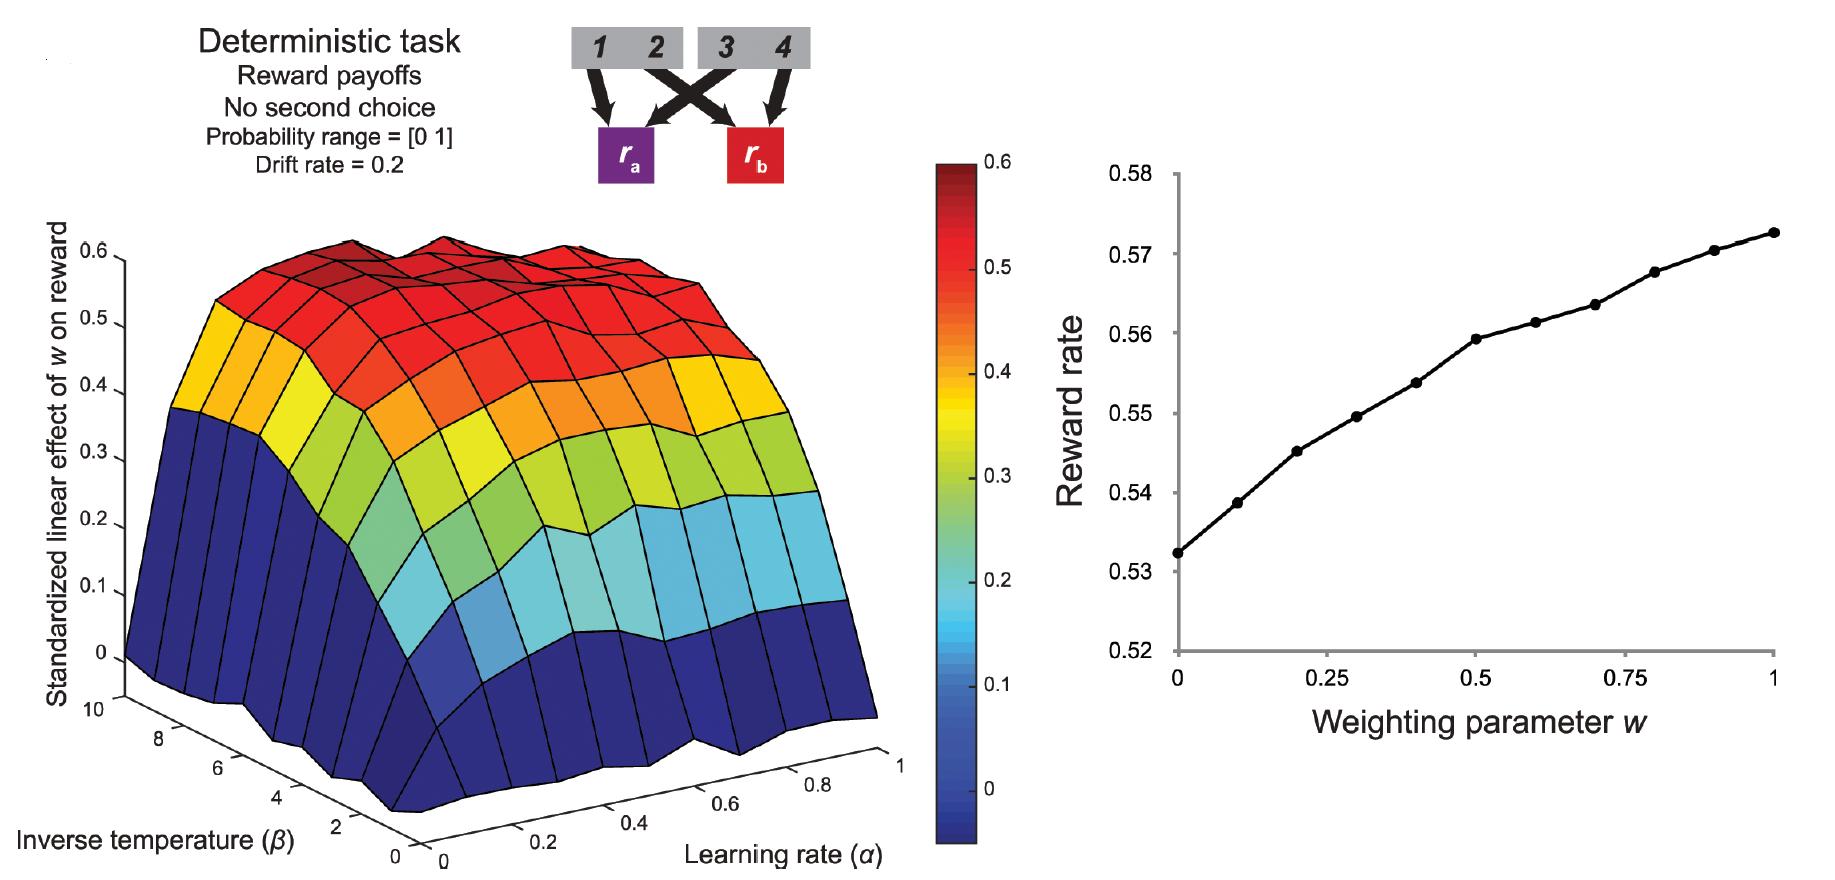 Deterministic task
Reward payoffs
No second choice
Probability range = [0 1]
Drift rate = 0.2
1 2 3 4
ra rb
Standardized linear effect of w on reward
0.6
0.5
0.4
0.3
0.2
0.1
0
10
8
6
4
2
0
Inverse temperature (β)
0
0.2
0.4
0.6
0.8
1
Learning rate (α)
0.6
0.5
0.4
0.3
0.2
0.1
0
Reward rate
0.58
0.57
0.56
0.55
0.54
0.53
0.52
0 0.25 0.5 0.75 1
Weighting parameter w